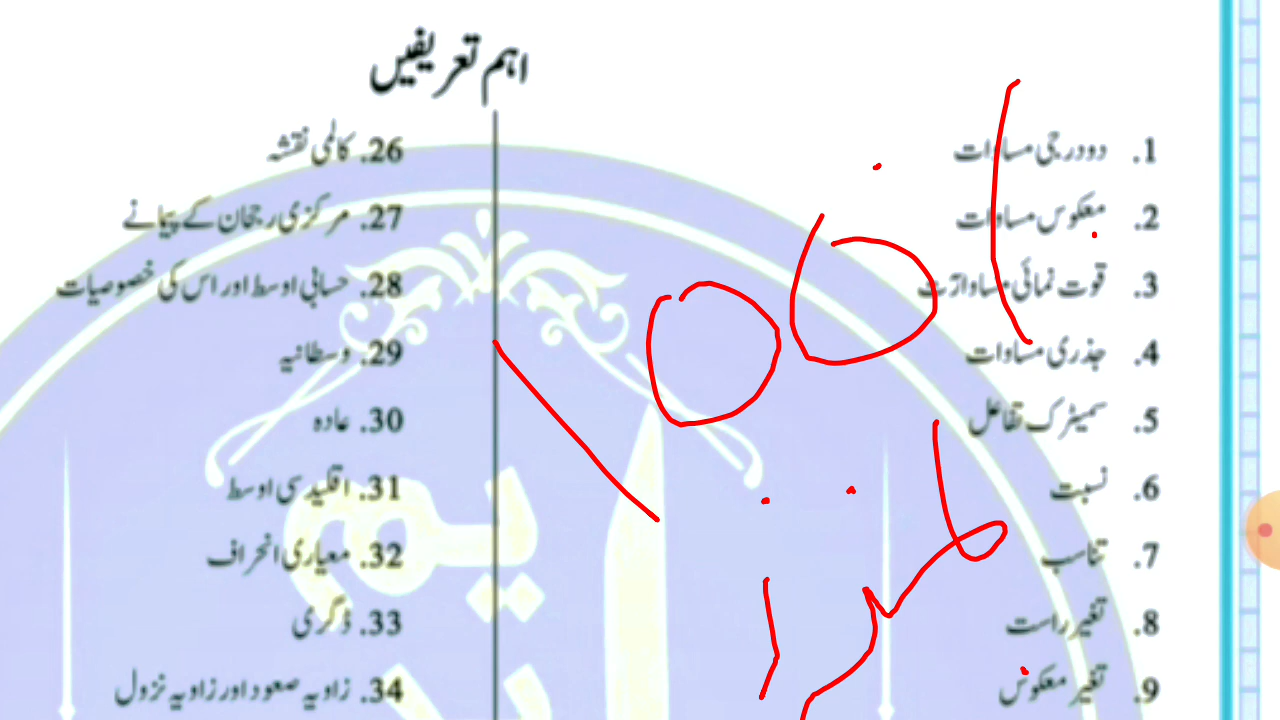 اہم تعریفیں
1. دو درجی مساوات
2. معکوس مساوات
3. قوت نمائی مساوات
4. جذری مساوات
5. سمیٹرک تفاعل
6. نسبت
7. تناسب
8. تغیر راست
9. تغیر معکوس
26. کالمی نقشہ
27. مرکزی رجحان کے پیمانے
28. حسابی اوسط اور اس کی خصوصیات
29. وسطانیہ
30. عادہ
31. اقلیدسی اوسط
32. معیاری انحراف
33. ڈگری
34. زاویہ صعود اور زاویہ نزول